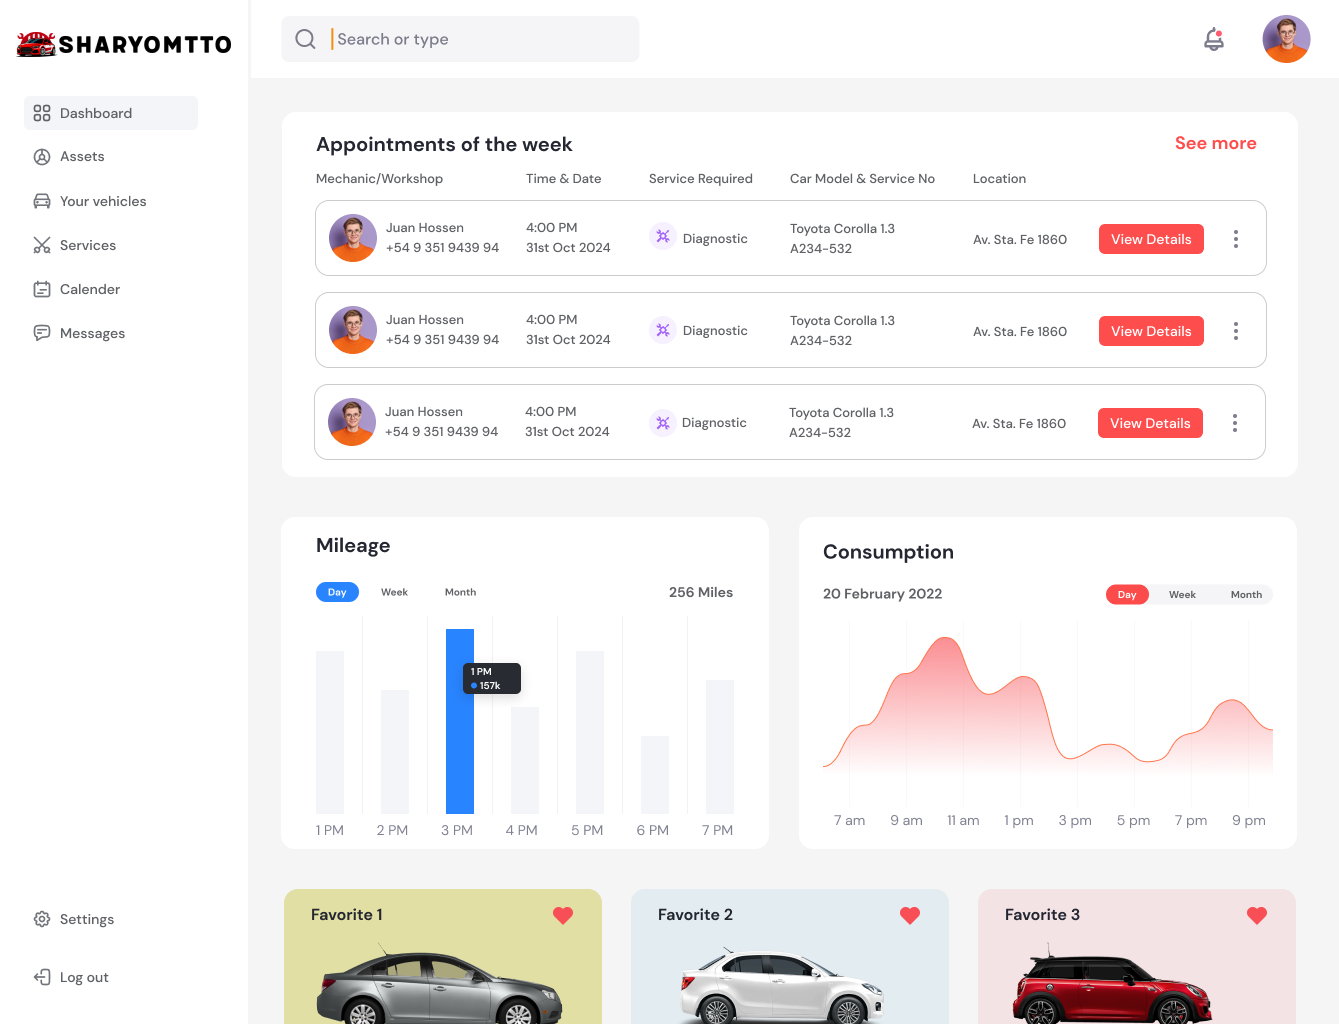 SHARYOMTTO
Search or type
Dashboard
Assets
Your vehicles
Services
Calender
Messages
Settings
Log out
Appointments of the week
See more
Mechanic/Workshop Time & Date Service Required Car Model & Service No Location
Juan Hossen
+54 9 351 9439 94
4:00 PM
31st Oct 2024
Diagnostic
Toyota Corolla 1.3
A234-532
Av. Sta. Fe 1860
View Details
Juan Hossen
+54 9 351 9439 94
4:00 PM
31st Oct 2024
Diagnostic
Toyota Corolla 1.3
A234-532
Av. Sta. Fe 1860
View Details
Juan Hossen
+54 9 351 9439 94
4:00 PM
31st Oct 2024
Diagnostic
Toyota Corolla 1.3
A234-532
Av. Sta. Fe 1860
View Details
Mileage
Day Week Month 256 Miles
1 PM
157k
1 PM 2 PM 3 PM 4 PM 5 PM 6 PM 7 PM
Consumption
20 February 2022 Day Week Month
7 am 9 am 11 am 1 pm 3 pm 5 pm 7 pm 9 pm
Favorite 1
Favorite 2
Favorite 3